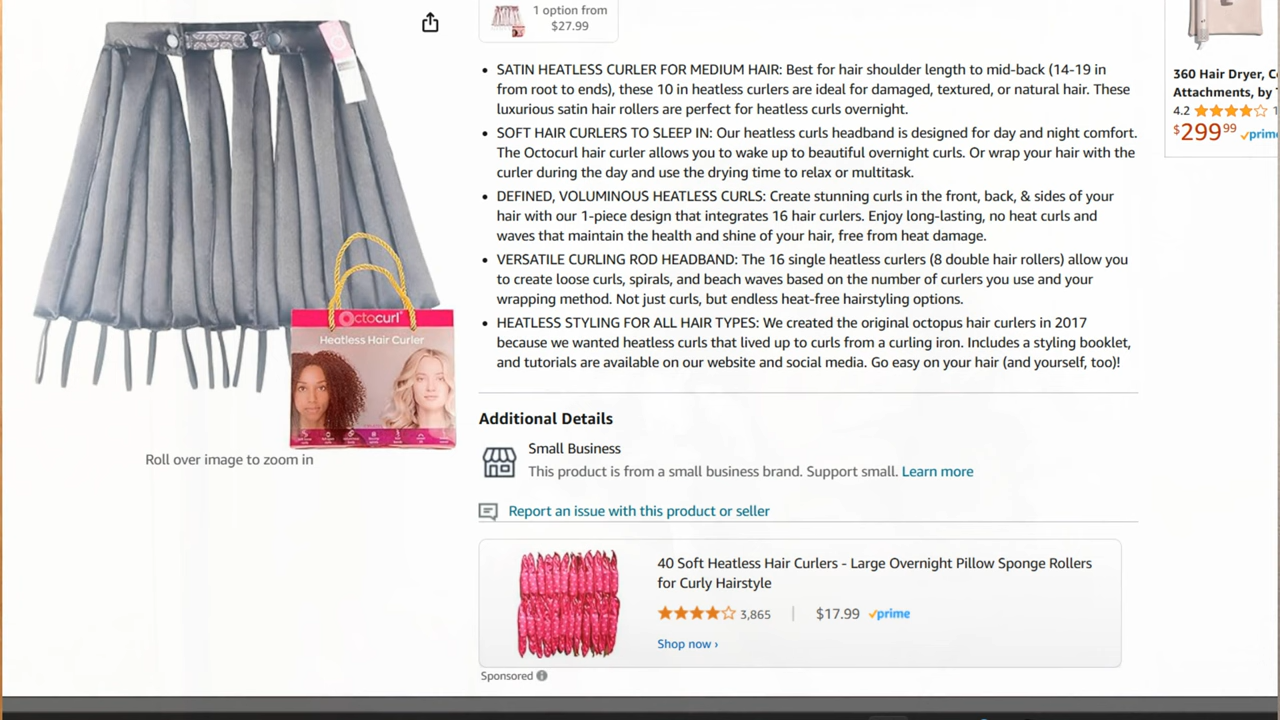 1 option from
$27.99
• SATIN HEATLESS CURLER FOR MEDIUM HAIR: Best for hair shoulder length to mid-back (14-19 in
from root to ends), these 10 in heatless curlers are ideal for damaged, textured, or natural hair. These
luxurious satin hair rollers are perfect for heatless curls overnight.
• SOFT HAIR CURLERS TO SLEEP IN: Our heatless curls headband is designed for day and night comfort.
The Octocurl hair curler allows you to wake up to beautiful overnight curls. Or wrap your hair with the
curler during the day and use the drying time to relax or multitask.
• DEFINED, VOLUMINOUS HEATLESS CURLS: Create stunning curls in the front, back, & sides of your
hair with our 1-piece design that integrates 16 hair curlers. Enjoy long-lasting, no heat curls and
waves that maintain the health and shine of your hair, free from heat damage.
• VERSATILE CURLING ROD HEADBAND: The 16 single heatless curlers (8 double hair rollers) allow you
to create loose curls, spirals, and beach waves based on the number of curlers you use and your
wrapping method. Not just curls, but endless heat-free hairstyling options.
• HEATLESS STYLING FOR ALL HAIR TYPES: We created the original octopus hair curlers in 2017
because we wanted heatless curls that lived up to curls from a curling iron. Includes a styling booklet,
and tutorials are available on our website and social media. Go easy on your hair (and yourself, too)!
octocurl
Heatless Hair Curler
Roll over image to zoom in
Additional Details
Small Business
This product is from a small business brand. Support small. Learn more
Report an issue with this product or seller
40 Soft Heatless Hair Curlers - Large Overnight Pillow Sponge Rollers
for Curly Hairstyle
3,865 | $17.99 prime
Shop now ›
Sponsored
360 Hair Dryer, C
Attachments, by
4.2
$299 99 prime